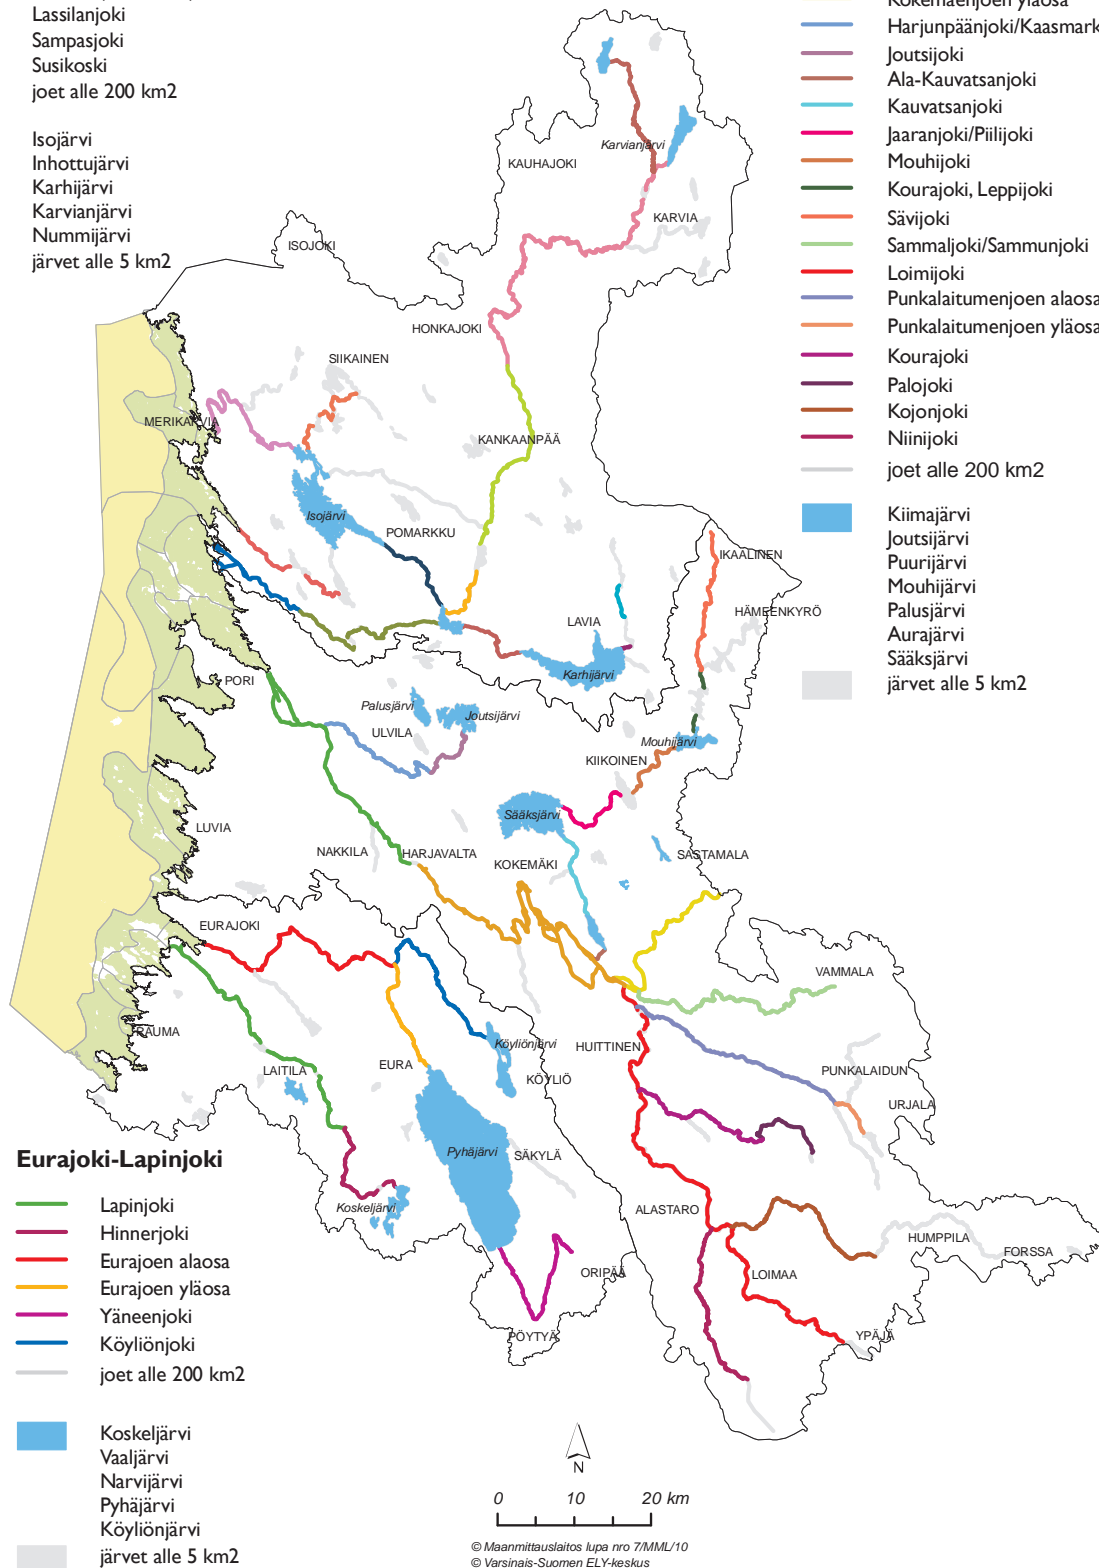 Lassilanjoki
Sampasjoki
Susikoski
joet alle 200 km2
Isojärvi
Inhottujärvi
Karhijärvi
Karvianjärvi
Nummijärvi
järvet alle 5 km2
Kokemäenjoen yläosa
Harjunpäänjoki/Kaasmark
Joutsijoki
Ala-Kauvatsanjoki
Kauvatsanjoki
Jaaranjoki/Piilijoki
Mouhijoki
Kourajoki, Leppijoki
Sävijoki
Sammaljoki/Sammunjoki
Loimijoki
Punkalaitumenjoen alaosa
Punkalaitumenjoen yläosa
Kourajoki
Palojoki
Kojonjoki
Niinijoki
joet alle 200 km2
Kiimajärvi
Joutsijärvi
Puurijärvi
Mouhijärvi
Palusjärvi
Aurajärvi
Sääksjärvi
järvet alle 5 km2
Karvianjärvi
KAUHAJOKI
KARVIA
ISOJOKI
HONKAJOKI
SIIKAINEN
MERIKARVIA
KANKAANPÄÄ
Isojärvi
POMARKKU
IKAALINEN
HÄMEENKYRÖ
LAVIA
Karhijärvi
PORI
Palusjärvi
Joutsijärvi
ULVILA
Mouhijärvi
KIIKOINEN
Sääksjärvi
LUVIA
NAKKILA
HARJAVALTA
KOKEMÄKI
SASTAMALA
EURAJOKI
VAMMALA
RAUMA
Köyliönjärvi
HUITTINEN
LAITILA
EURA
KÖYLIÖ
PUNKALAIDUN
URJALA
Pyhäjärvi
SÄKYLÄ
Koskeljärvi
ALASTARO
HUMPPILA
FORSSA
ORIPÄÄ
LOIMAA
PÖYTYÄ
YPÄJÄ
Eurajoki-Lapinjoki
Lapinjoki
Hinnerjoki
Eurajoen alaosa
Eurajoen yläosa
Yäneenjoki
Köyliönjoki
joet alle 200 km2
Koskeljärvi
Vaaljärvi
Narvijärvi
Pyhäjärvi
Köyliönjärvi
järvet alle 5 km2
N
0 10 20 km
© Maanmittauslaitos lupa nro 7/MML/10
© Varsinais-Suomen ELY-keskus